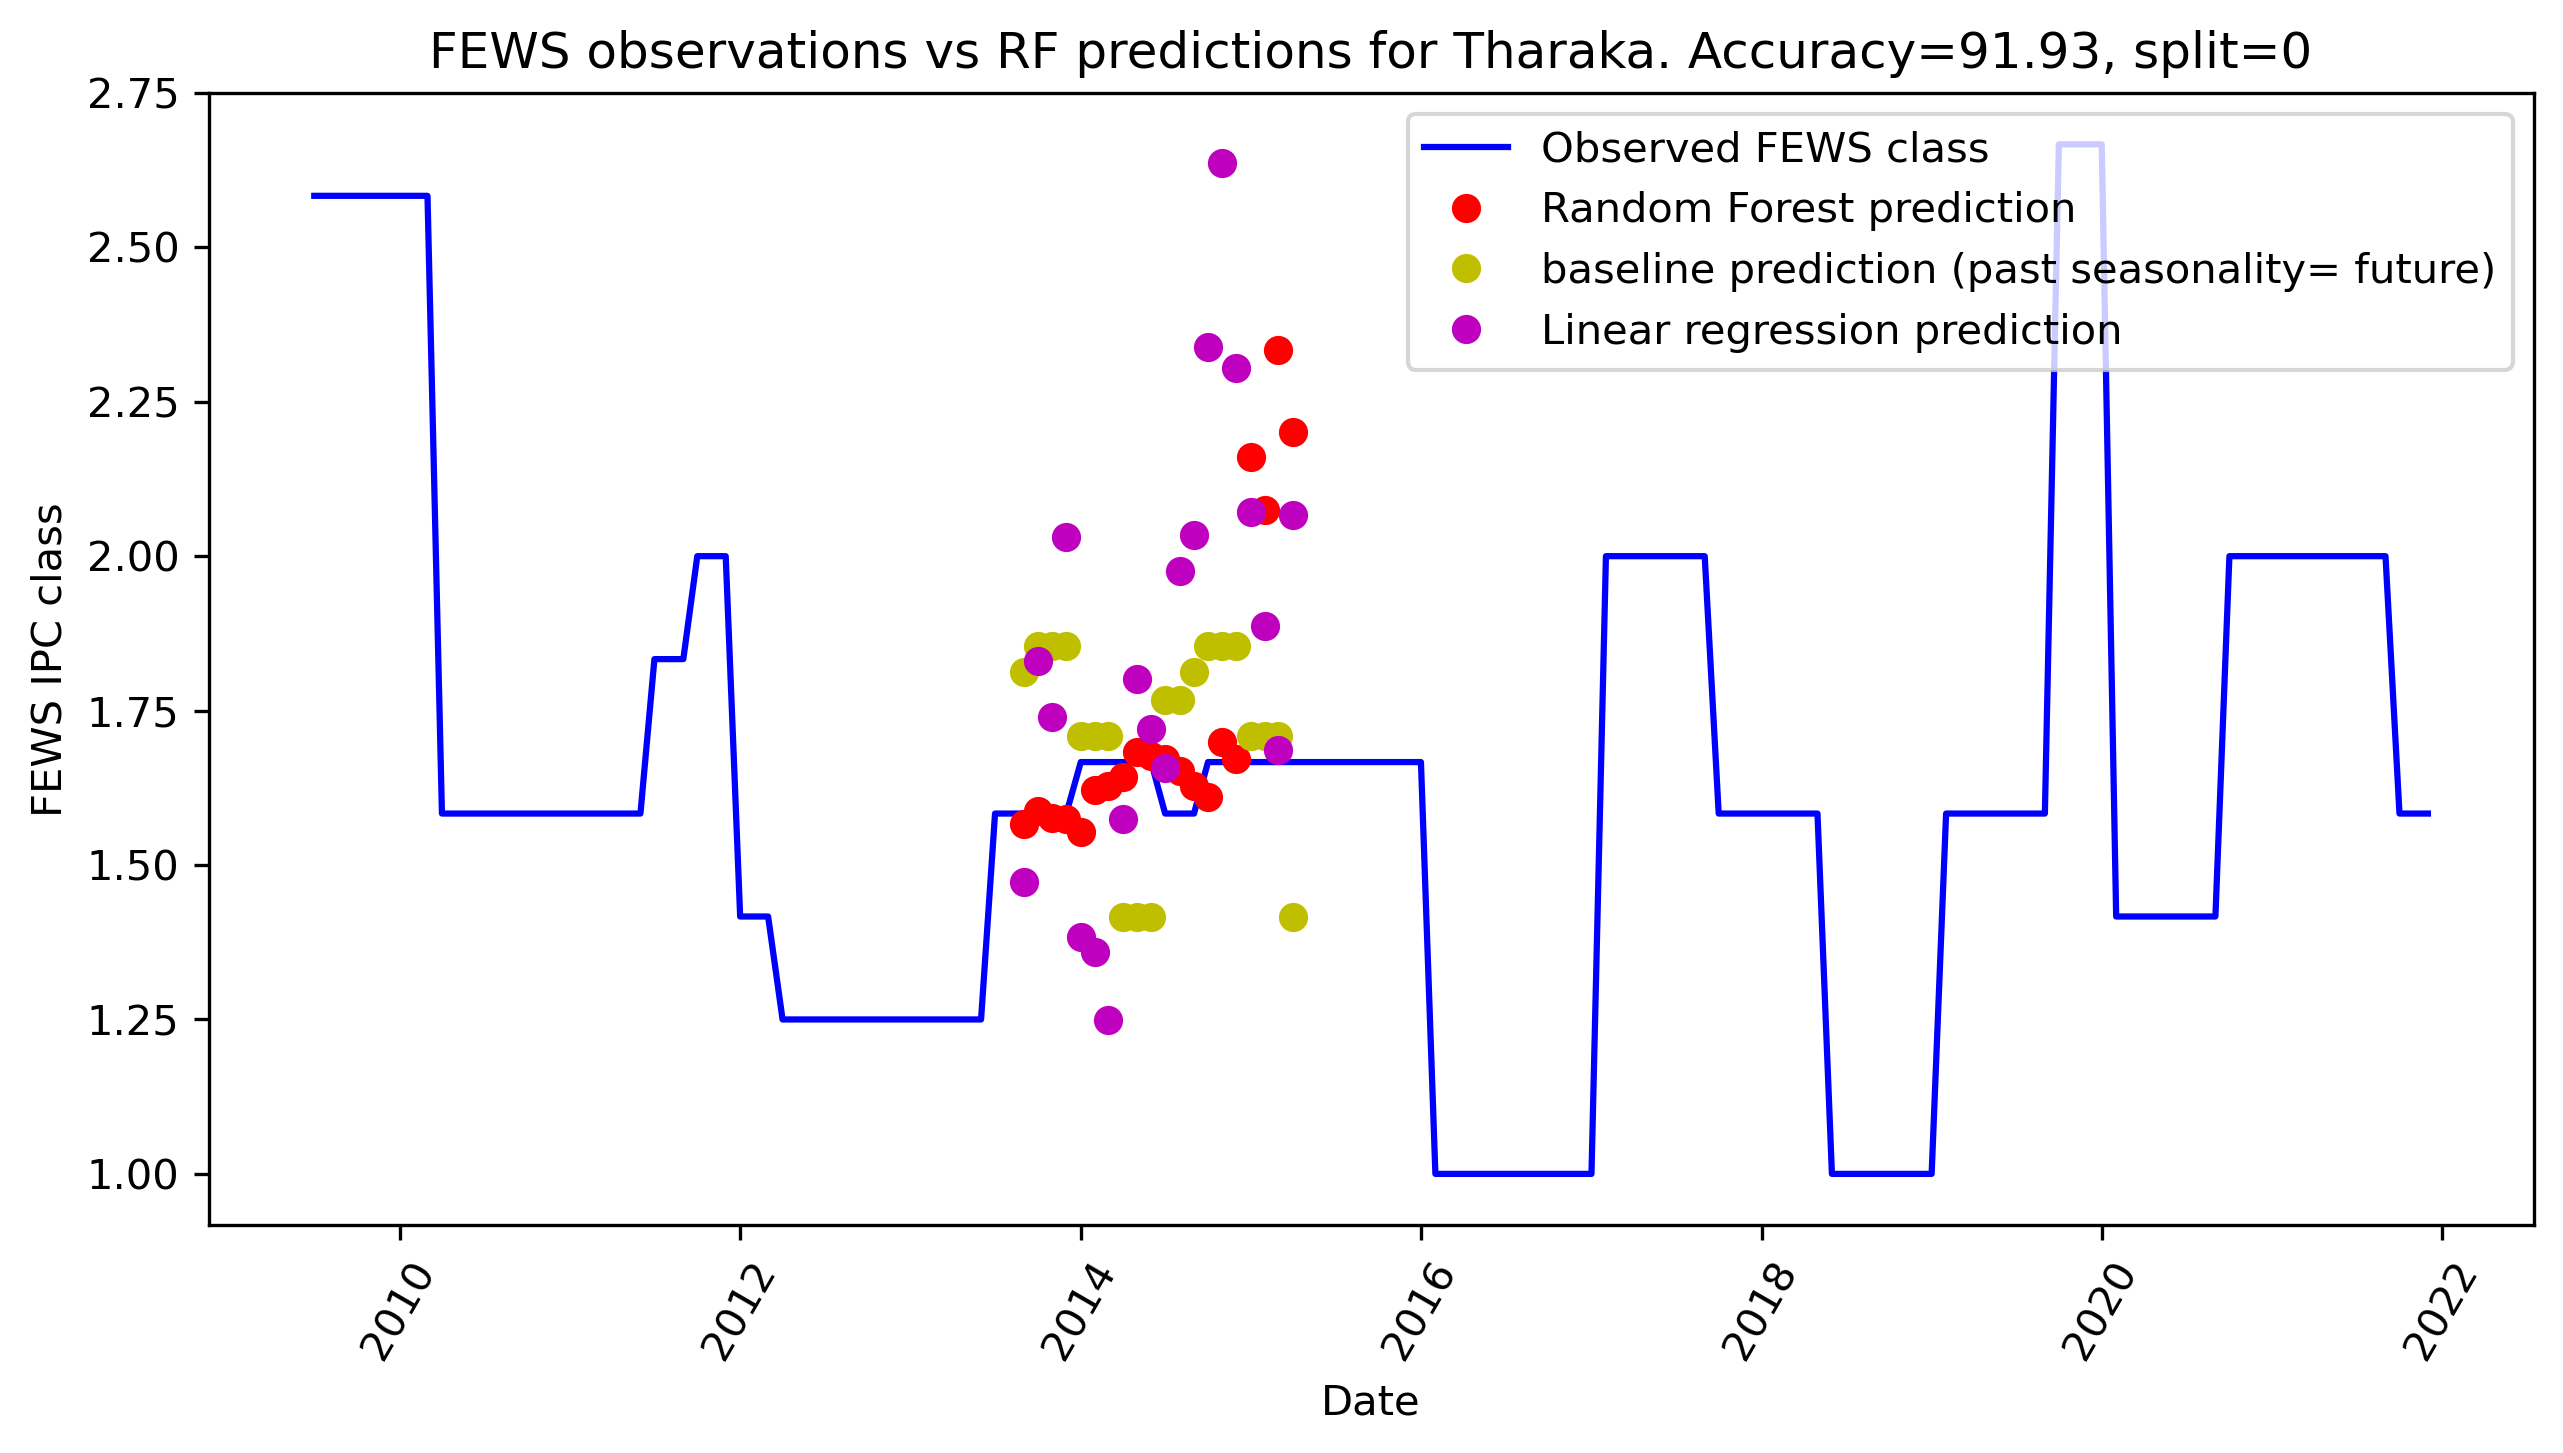 FEWS observations vs RF predictions for Tharaka. Accuracy=91.93, split=0
2.75
2.50
2.25
2.00
1.75
1.50
1.25
1.00
FEWS IPC class
Observed FEWS class
Random Forest prediction
baseline prediction (past seasonality= future)
Linear regression prediction
2010
2012
2014
2016
2018
2020
2022
Date